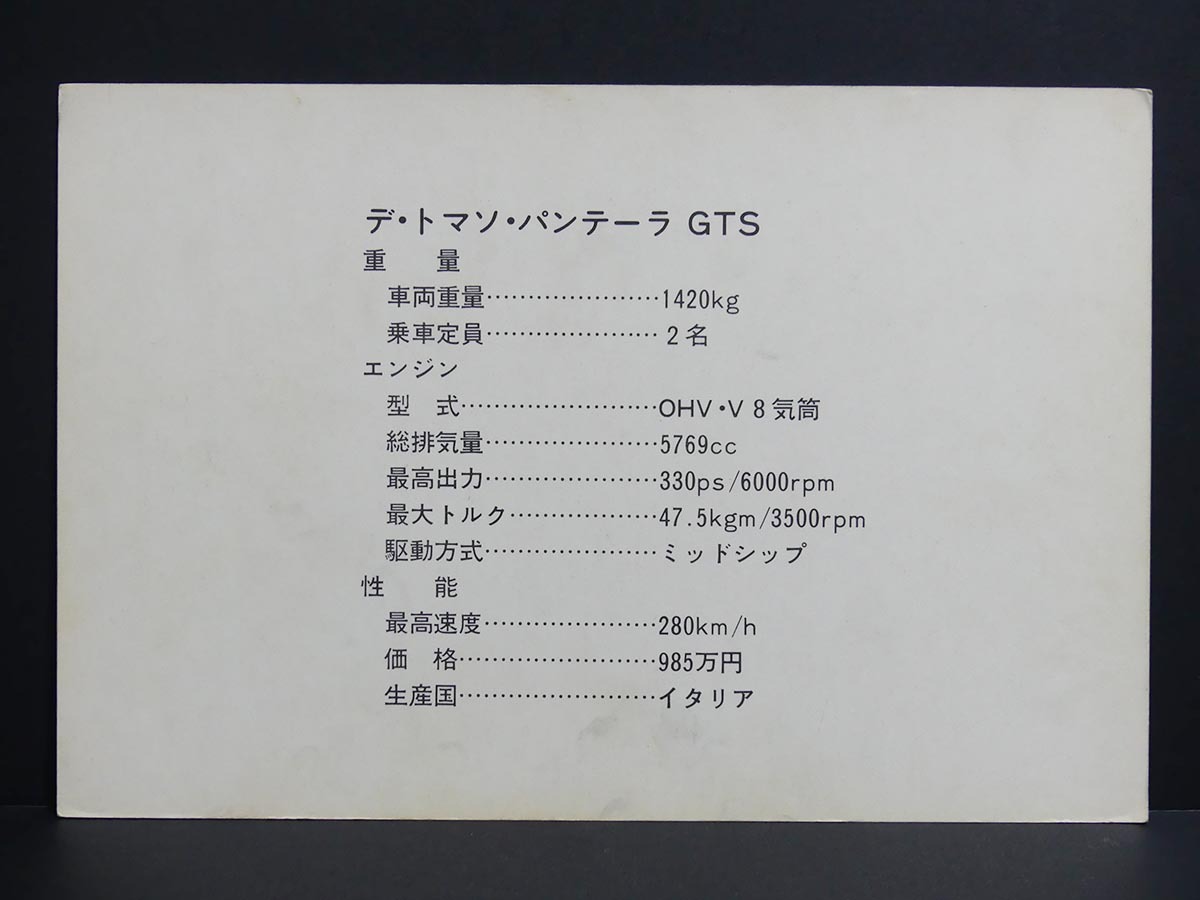 デ・トマソ・パンテーラ GTS
重　量
車両重量……………………1420kg
乗車定員……………………2名
エンジン
型　式………………………OHV・V8気筒
総排気量……………………5769cc
最高出力……………………330ps/6000rpm
最大トルク…………………47.5kgm/3500rpm
駆動方式……………………ミッドシップ
性　能
最高速度……………………280km/h
価　格………………………985万円
生産国………………………イタリア